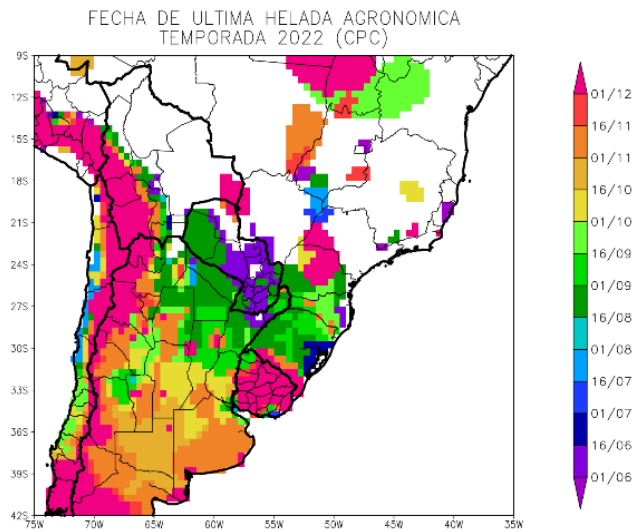 FECHA DE ULTIMA HELADA AGRONOMICA
TEMPORADA 2022 (CPC)
9S
12S
15S
18S
21S
24S
27S
30S
33S
36S
39S
42S
75W 70W 65W 60W 55W 50W 45W 40W 35W
01/12
16/11
01/11
16/10
01/10
16/09
01/09
16/08
01/08
16/07
01/07
16/06
01/06